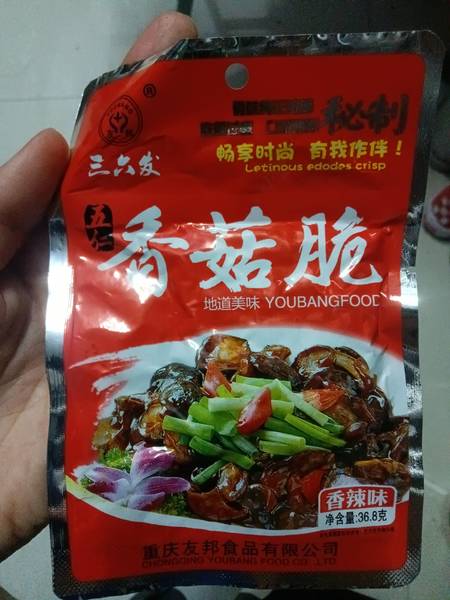 ®
秘制
畅享时尚 有我作伴！
Letinous edodes crisp
三六发
香菇脆
地道美味 YOUBANGFOOD
香辣味
净含量:36.8克
重庆友邦食品有限公司
CHONGQING YOUBANG FOOD CO.,LTD.